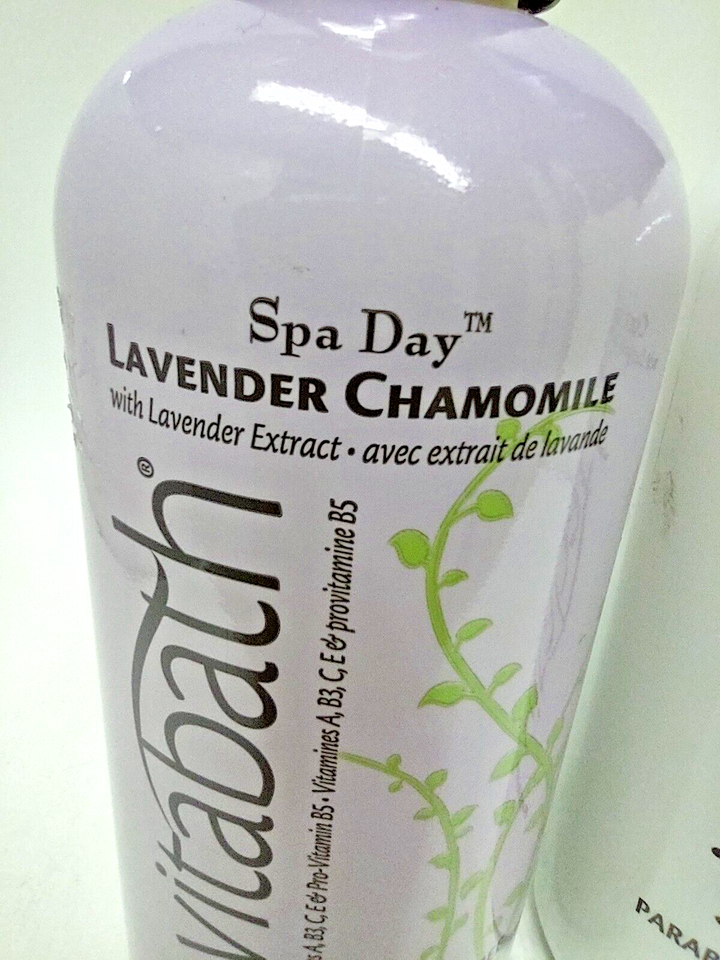 Spa Day™
LAVENDER CHAMOMILE
with Lavender Extract • avec extrait de lavande
vitabath®
A, B3, C, E & Pro-Vitamin B5 • Vitamines A, B3, C, E & provitamine B5